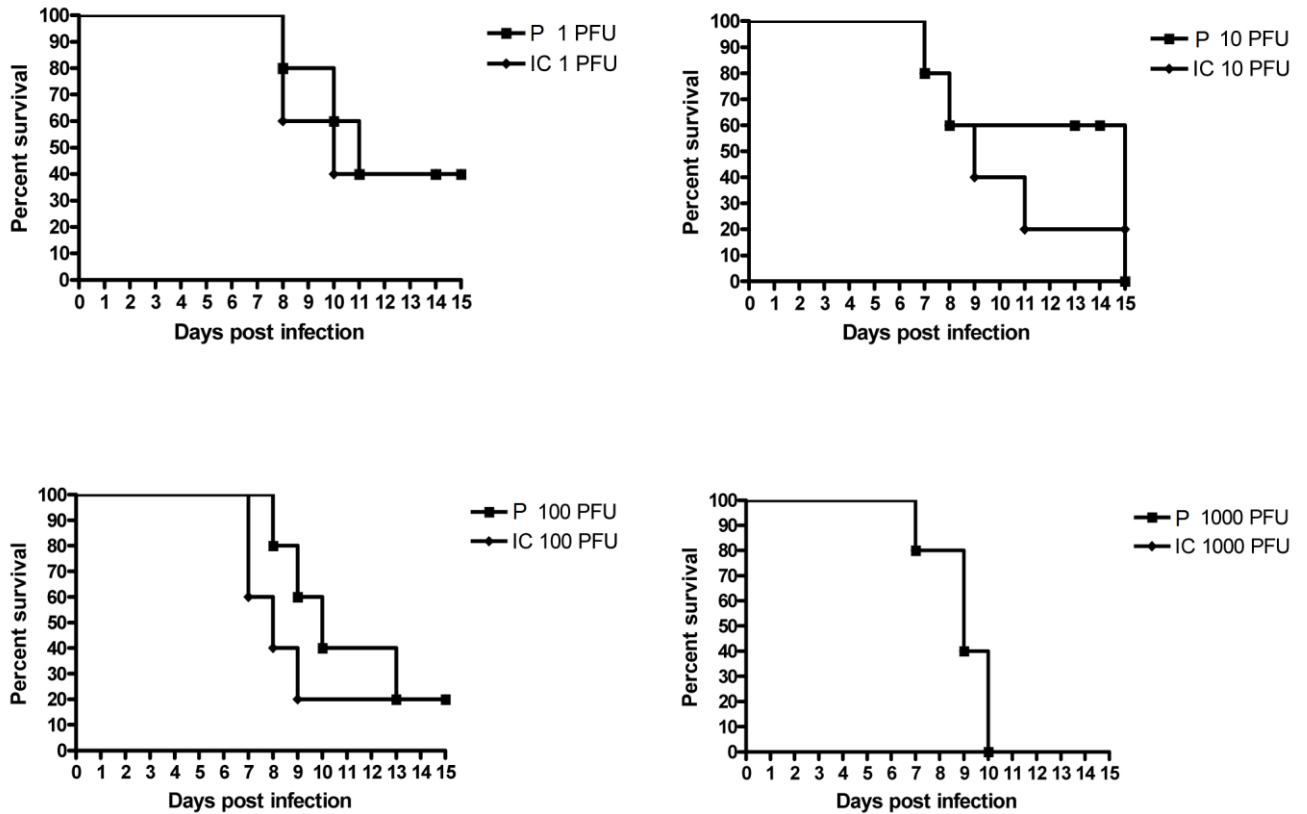 P 1 PFU
IC 1 PFU
Percent survival
100
90
80
70
60
50
40
30
20
10
0
0 1 2 3 4 5 6 7 8 9 10 11 12 13 14 15
Days post infection
P 10 PFU
IC 10 PFU
Percent survival
100
90
80
70
60
50
40
30
20
10
0
0 1 2 3 4 5 6 7 8 9 10 11 12 13 14 15
Days post infection
P 100 PFU
IC 100 PFU
Percent survival
100
90
80
70
60
50
40
30
20
10
0
0 1 2 3 4 5 6 7 8 9 10 11 12 13 14 15
Days post infection
P 1000 PFU
IC 1000 PFU
Percent survival
100
90
80
70
60
50
40
30
20
10
0
0 1 2 3 4 5 6 7 8 9 10 11 12 13 14 15
Days post infection